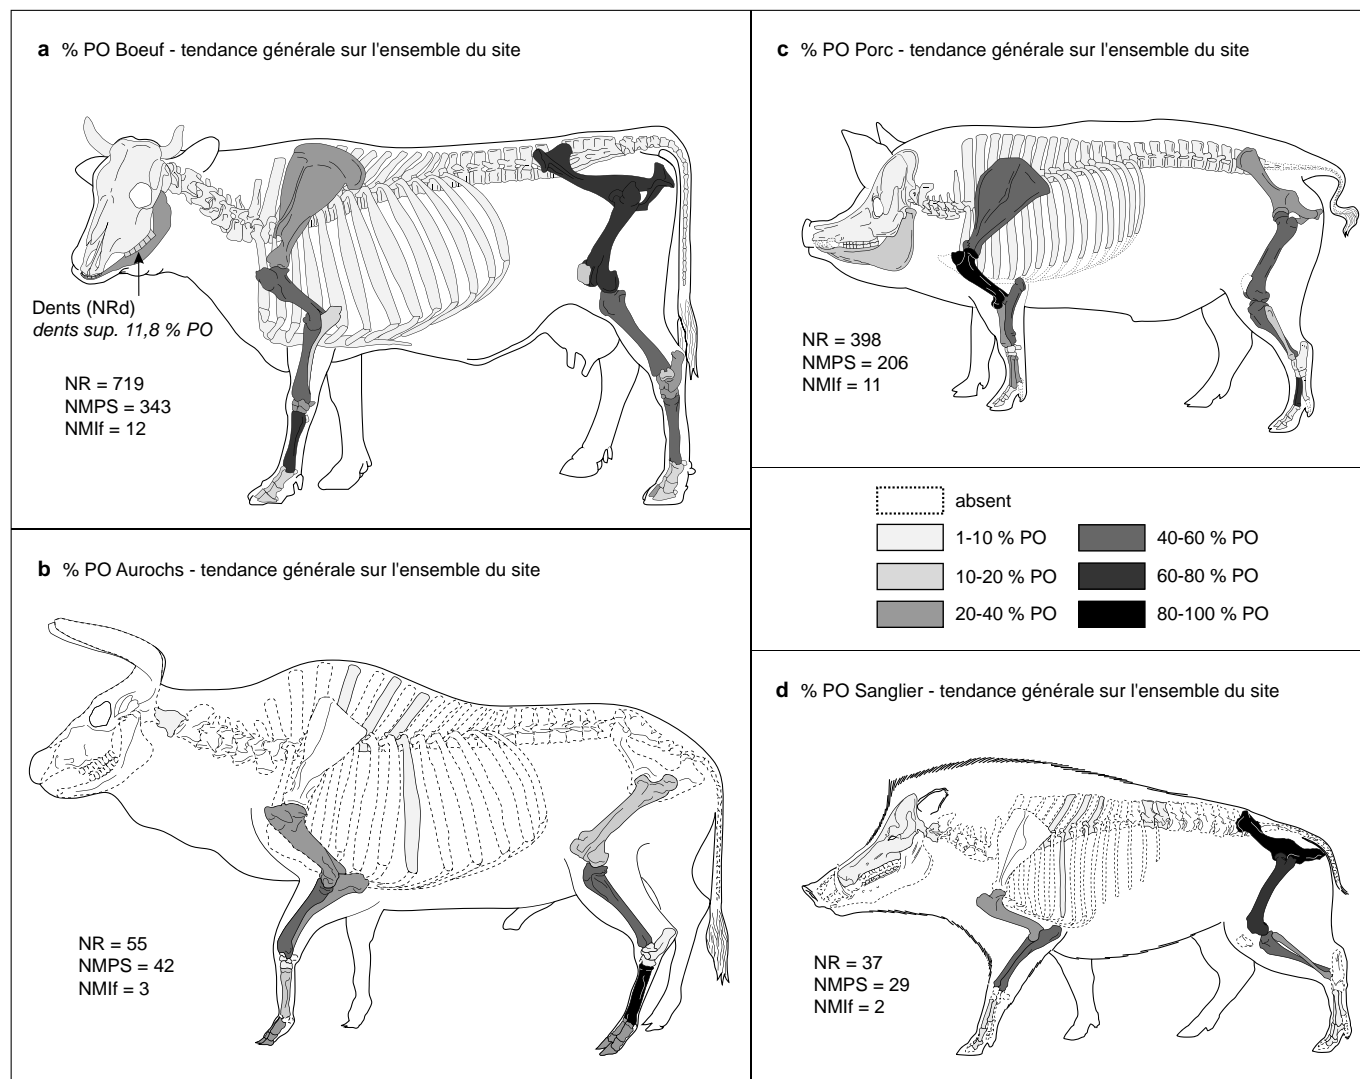 a % PO Boeuf - tendance générale sur l'ensemble du site
Dents (NRd)
dents sup. 11,8 % PO
NR = 719
NMPS = 343
NMIf = 12
b % PO Aurochs - tendance générale sur l'ensemble du site
NR = 55
NMPS = 42
NMIf = 3
c % PO Porc - tendance générale sur l'ensemble du site
NR = 398
NMPS = 206
NMIf = 11
absent
1-10 % PO
10-20 % PO
20-40 % PO
40-60 % PO
60-80 % PO
80-100 % PO
d % PO Sanglier - tendance générale sur l'ensemble du site
NR = 37
NMPS = 29
NMIf = 2